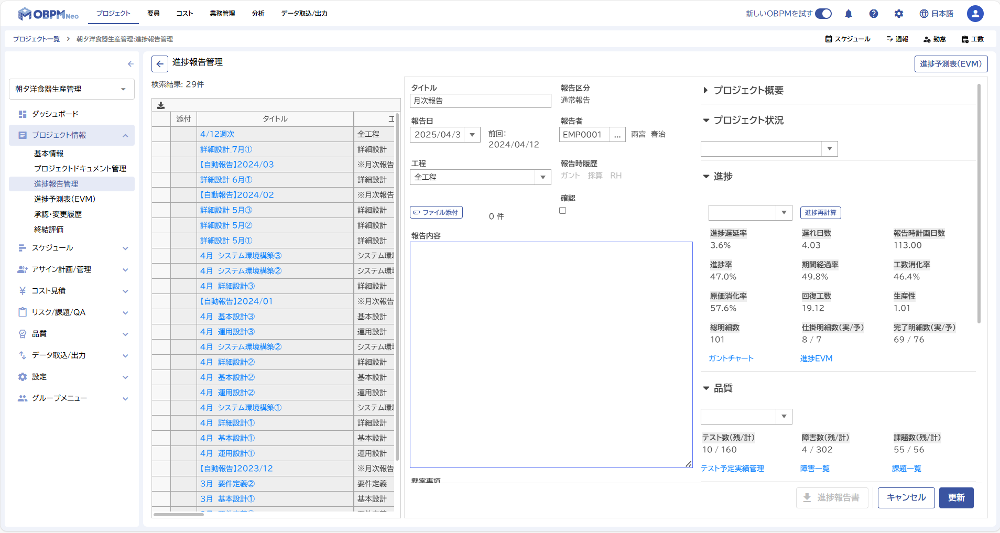 OBPM Neo
プロジェクト 要員 コスト 業務管理 分析 データ取込/出力
新しいOBPMを試す 日本語
プロジェクト一覧 > 朝夕洋食器生産管理:進捗報告管理
スケジュール 週報 勤怠 工数
朝夕洋食器生産管理
ダッシュボード
プロジェクト情報
基本情報
プロジェクトドキュメント管理
進捗報告管理
進捗予測表(EVM)
承認・変更履歴
終結評価
スケジュール
アサイン計画/管理
コスト見積
リスク/課題/QA
品質
データ取込/出力
設定
グループメニュー
進捗報告管理
進捗予測表(EVM)
検索結果: 29件
添付 タイトル 工
4/12週次 全工程
詳細設計_7月① 詳細設計
【自動報告】2024/03 ※月次報告
詳細設計 6月① 詳細設計
【自動報告】2024/02 ※月次報告
詳細設計 5月③ 詳細設計
詳細設計 5月② 詳細設計
詳細設計 5月① 詳細設計
4月 システム環境構築③ システム環境
4月 システム環境構築② システム環境
4月 詳細設計③ 詳細設計
【自動報告】2024/01 ※月次報告
4月 基本設計③ 基本設計
4月 運用設計③ 運用設計
4月 システム環境構築② システム環境
4月 詳細設計② 詳細設計
4月 基本設計② 基本設計
4月 運用設計② 運用設計
4月 システム環境構築① システム環境
4月 詳細設計① 詳細設計
4月 基本設計① 基本設計
4月 運用設計① 運用設計
【自動報告】2023/12 ※月次報告
3月 要件定義② 要件定義
3月 基本設計① 基本設計
タイトル
月次報告
報告区分
通常報告
報告日
2025/04/3
前回:
2024/04/12
報告者
EMP0001 ... 雨宮 春治
工程
全工程
報告時履歴
ガント 採算 RH
確認
ファイル添付 0 件
報告内容
懸案事項
プロジェクト概要
プロジェクト状況
進捗
進捗再計算
進捗遅延率 遅れ日数 報告時計画日数
3.6% 4.03 113.00
進捗率 期間経過率 工数消化率
47.0% 49.8% 46.4%
原価消化率 回復工数 生産性
57.6% 19.12 1.01
総明細数 仕掛明細数(実/予) 完了明細数(実/予)
101 8 / 7 69 / 76
ガントチャート 進捗EVM
品質
テスト数(残/計) 障害数(残/計) 課題数(残/計)
10 / 160 4 / 302 55 / 56
テスト予定実績管理 障害一覧 課題一覧
進捗報告書 キャンセル 更新